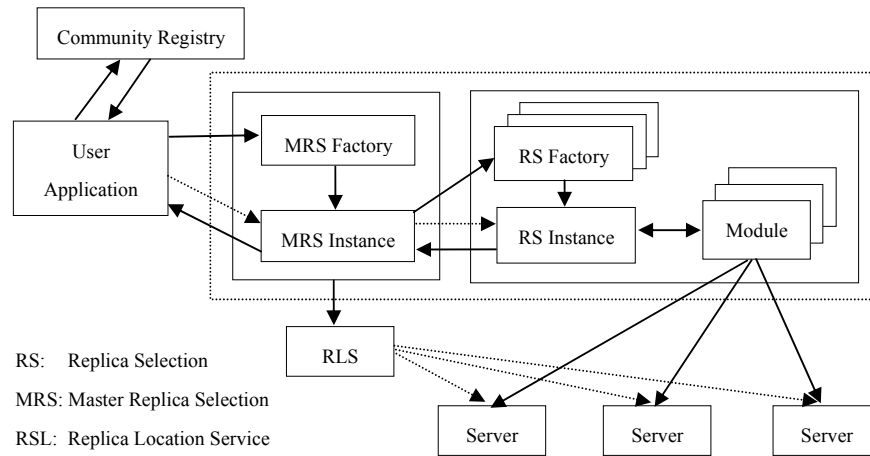 Community Registry
User
Application
MRS Factory
MRS Instance
RS Factory
RS Instance
Module
RLS
RS: Replica Selection
MRS: Master Replica Selection
RSL: Replica Location Service
Server
Server
Server